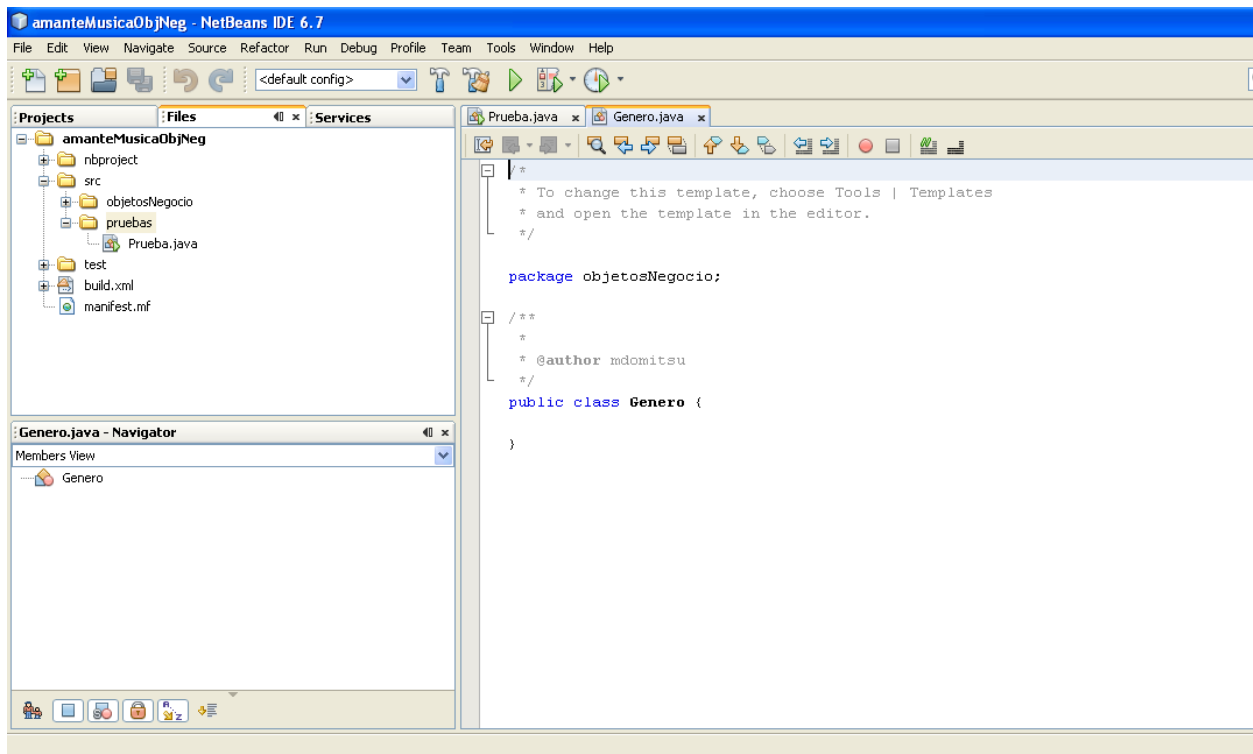 amanteMusicaObjNeg - NetBeans IDE 6.7
File Edit View Navigate Source Refactor Run Debug Profile Team Tools Window Help
<default config>
Projects Files Services
amanteMusicaObjNeg
nbproject
src
objetosNegocio
pruebas
Prueba.java
test
build.xml
manifest.mf
Genero.java - Navigator
Members View
Genero
Prueba.java x Genero.java x
/*
* To change this template, choose Tools | Templates
* and open the template in the editor.
*/
package objetosNegocio;
/**
*
* @author mdomitsu
*/
public class Genero {
}